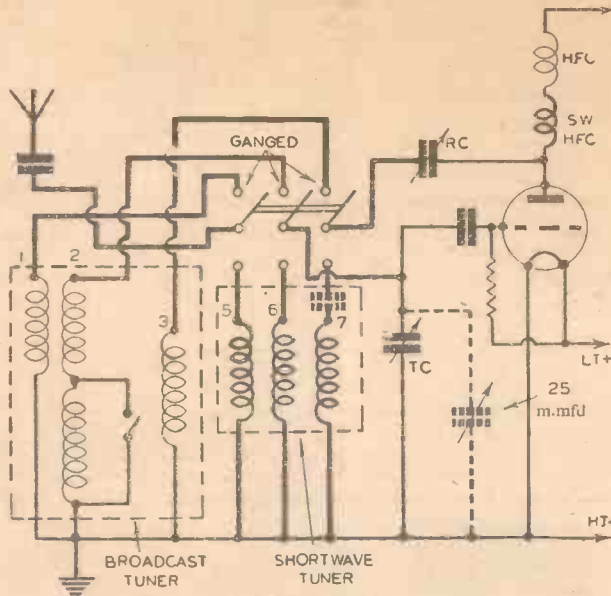 HFC
SW
HFC
GANGED
RC
1
2
3
5
6
7
TC
LT+
25
m.mfd
HT-
BROADCAST
TUNER
SHORTWAVE
TUNER